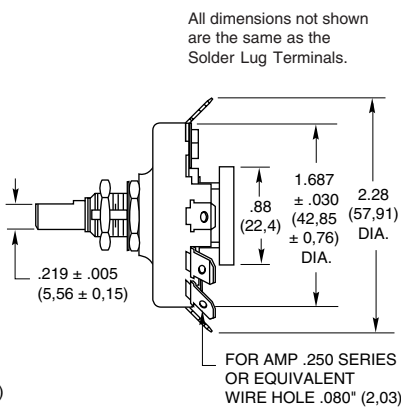 All dimensions not shown
are the same as the
Solder Lug Terminals.
.88
(22,4)
1.687
± .030
(42,85
± 0,76)
DIA.
2.28
(57,91)
DIA.
.219 ± .005
(5,56 ± 0,15)
FOR AMP .250 SERIES
OR EQUIVALENT
WIRE HOLE .080" (2,03)
)